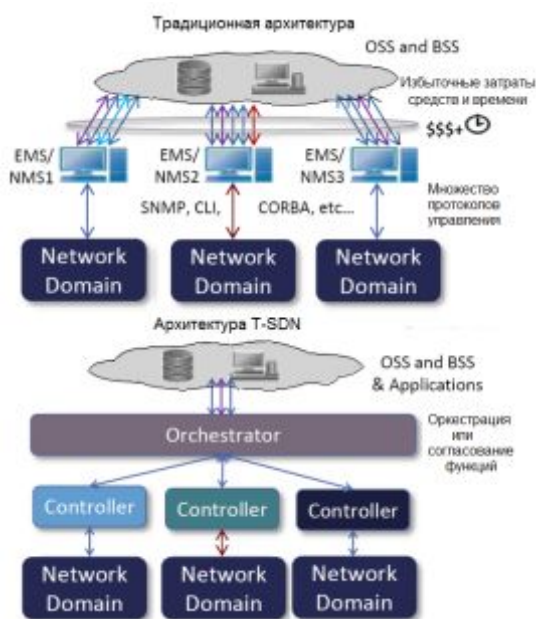 Традиционная архитектура
OSS and BSS
Избыточные затраты
средств и времени
$$$+
EMS/
NMS1
EMS/
NMS2
EMS/
NMS3
SNMP, CLI,
CORBA, etc...
Множество
протоколов
управления
Network
Domain
Network
Domain
Network
Domain
Архитектура T-SDN
OSS and BSS
& Applications
Orchestrator
Оркестрация
или
согласование
функций
Controller
Controller
Controller
Network
Domain
Network
Domain
Network
Domain